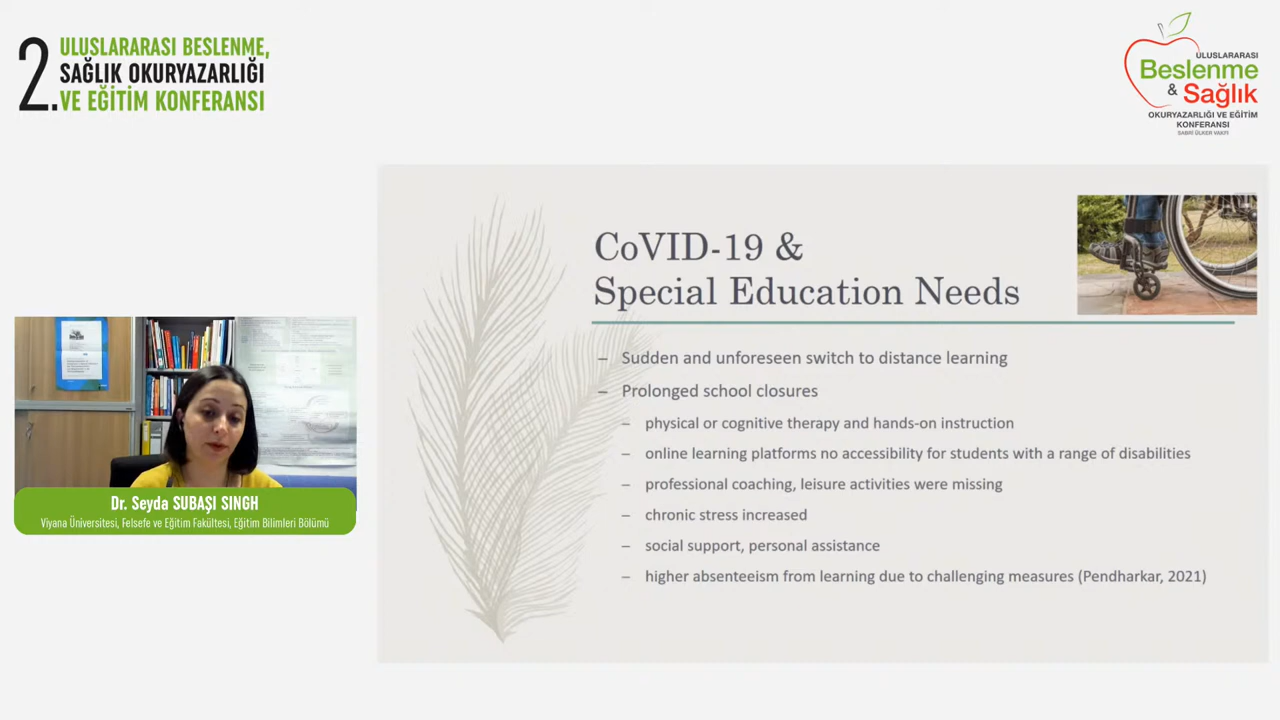 2. ULUSLARARASI BESLENME,
SAĞLIK OKURYAZARLIĞI
VE EĞİTİM KONFERANSI
ULUSLARARASI
Beslenme
& Sağlık
OKURYAZARLIĞI VE EĞİTİM
KONFERANSI
SABRİ ÜLKER VAKFI
CoVID-19 &
Special Education Needs
– Sudden and unforeseen switch to distance learning
– Prolonged school closures
– physical or cognitive therapy and hands-on instruction
– online learning platforms no accessibility for students with a range of disabilities
– professional coaching, leisure activities were missing
– chronic stress increased
– social support, personal assistance
– higher absenteeism from learning due to challenging measures (Pendharkar, 2021)
Dr. Seyda SUBAŞI SINGH
Viyana Üniversitesi, Felsefe ve Eğitim Fakültesi, Eğitim Bilimleri Bölümü